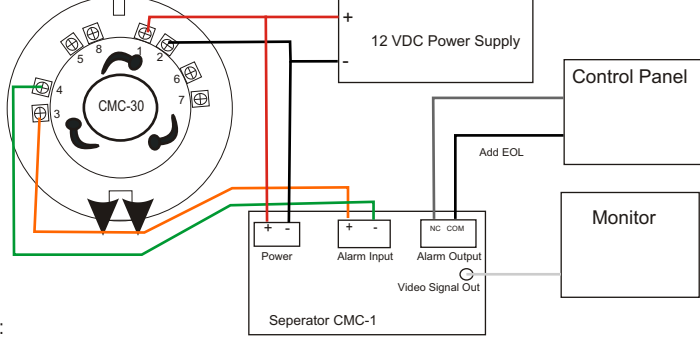 +
12 VDC Power Supply
-
8
1
2
5
6
4
CMC-30
7
3
Control Panel
Add EOL
Monitor
+ -
+ -
NC COM
Power
Alarm Input
Alarm Output
Video Signal Out
Seperator CMC-1
: